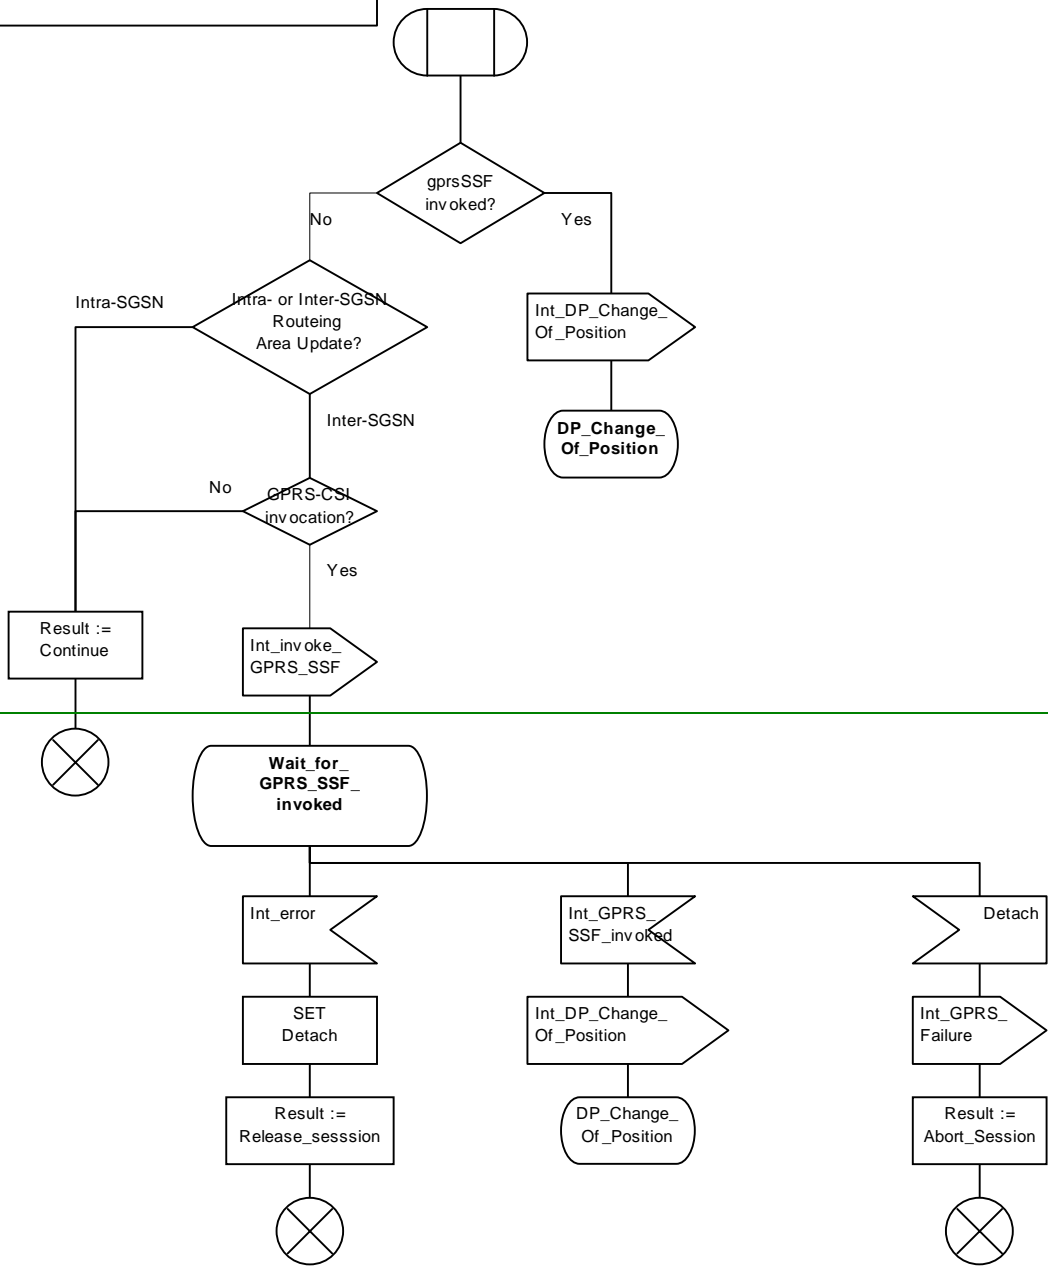 gprsSSF
invoked?
No
Yes
Intra-SGSN
Intra- or Inter-SGSN
Routeing
Area Update?
Int_DP_Change_
Of_Position
Inter-SGSN
DP_Change_
Of_Position
No
GPRS-CSI
invocation?
Yes
Result :=
Continue
Int_invoke_
GPRS_SSF
Wait_for_
GPRS_SSF_
invoked
Int_error
Int_GPRS_
SSF_invoked
Detach
SET
Detach
Int_DP_Change_
Of_Position
Int_GPRS_
Failure
Result :=
Release_sesssion
DP_Change_
Of_Position
Result :=
Abort_Session